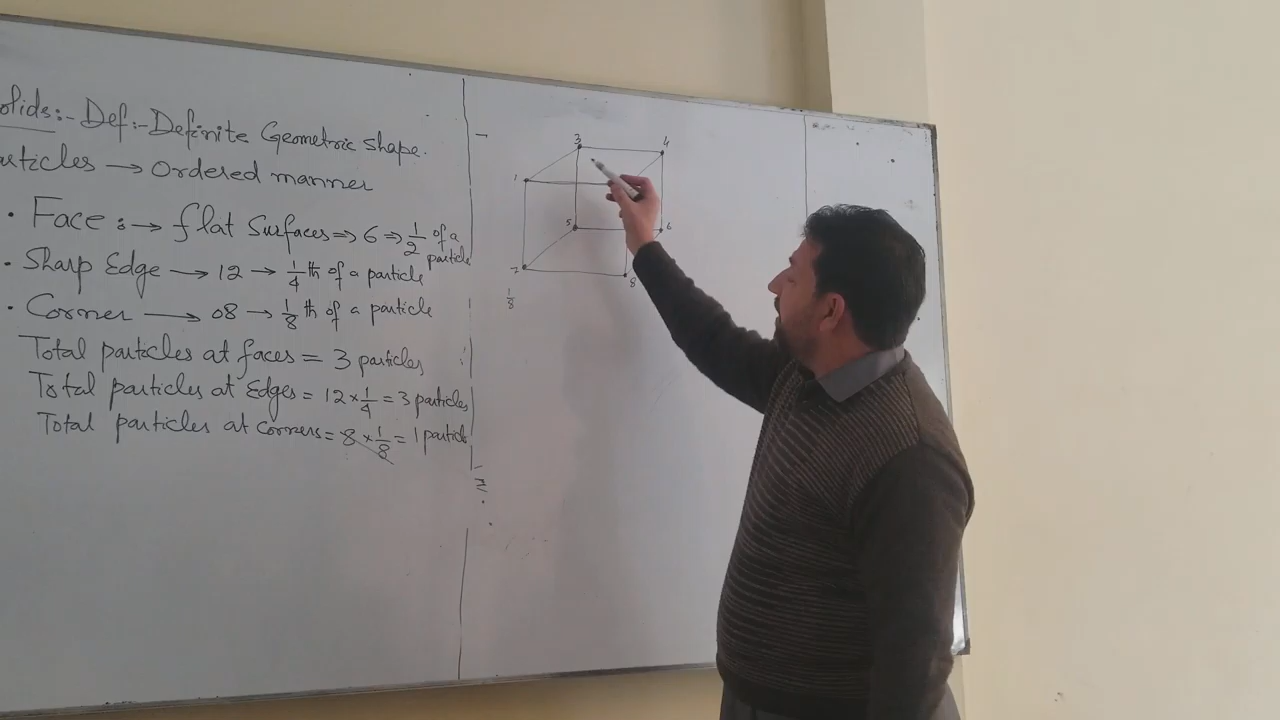 olids:- Def:- Definite Geometric shape.
articles → Ordered manner
• Face :→ flat Surfaces ⇒ 6 ⇒ 1/2 of a particle
• Sharp Edge → 12 → 1/4 th of a particle
• Corner → 08 → 1/8 th of a particle
Total particles at faces = 3 particles
Total particles at Edges = 12 × 1/4 = 3 particles
Total particles at corners = 8 × 1/8 = 1 particle
3 4
1
5 6
7 8
1/8